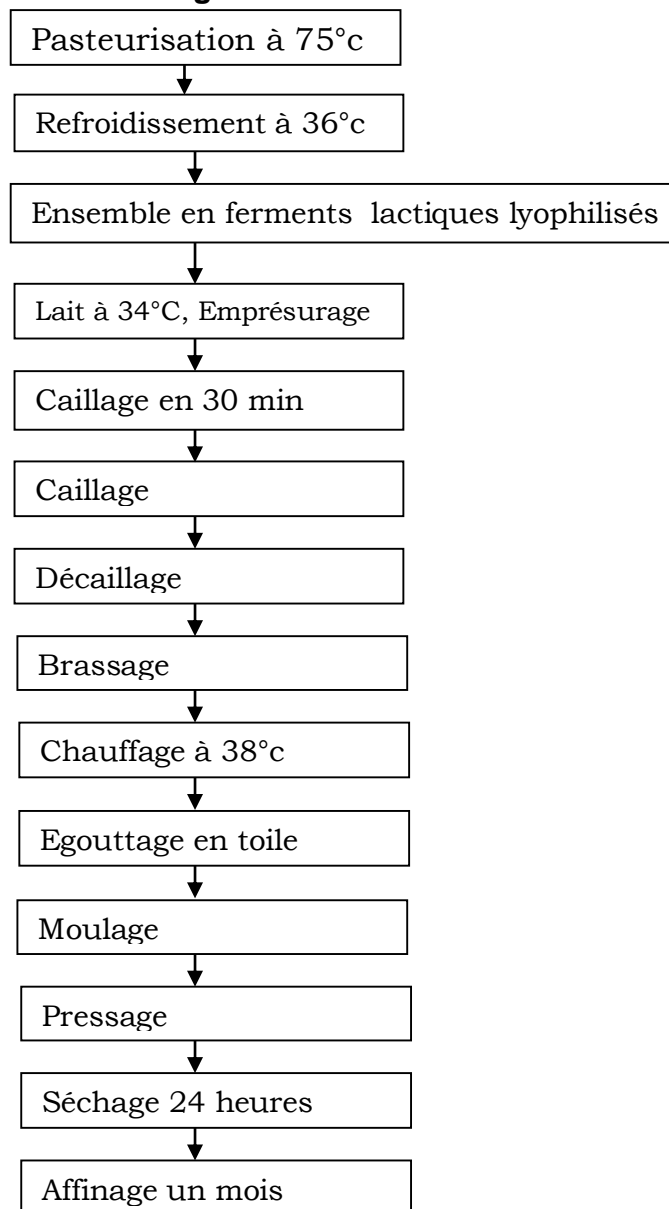 Pasteurisation à 75°c
Refroidissement à 36°c
Ensemble en ferments lactiques lyophilisés
Lait à 34°C, Emprésurage
Caillage en 30 min
Caillage
Décaillage
Brassage
Chauffage à 38°c
Egouttage en toile
Moulage
Pressage
Séchage 24 heures
Affinage un mois